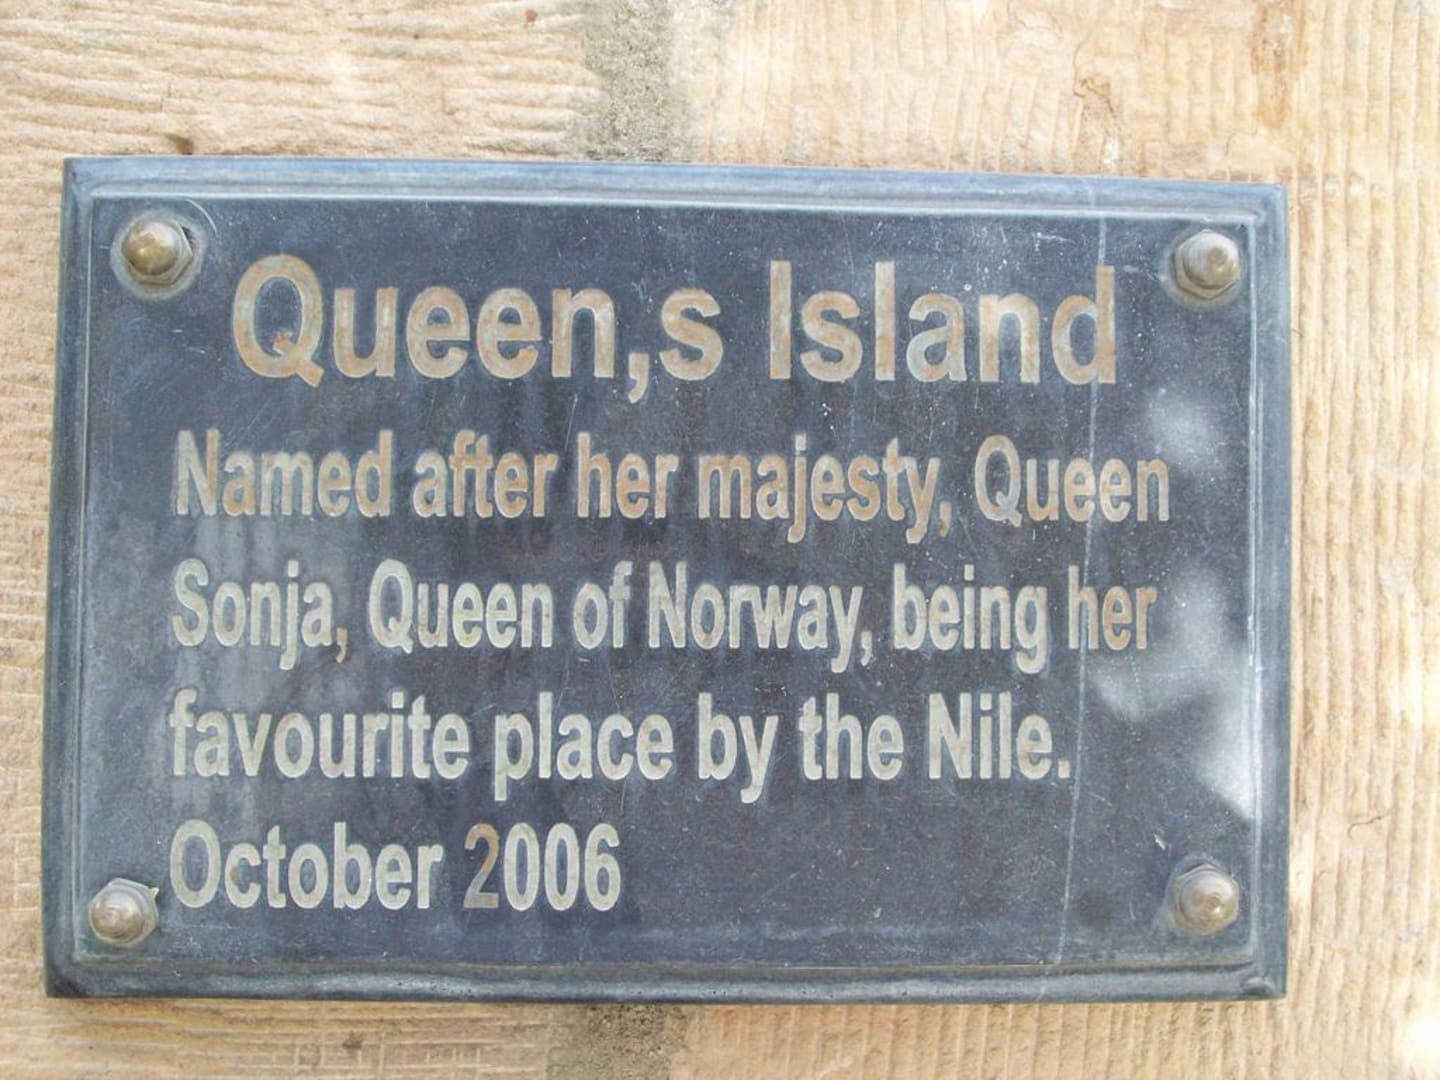 Queen,s Island
Named after her majesty, Queen
Sonja, Queen of Norway, being her
favourite place by the Nile.
October 2006